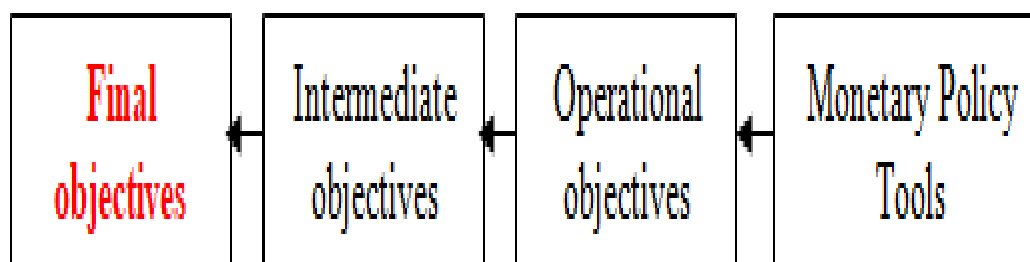 Final
objectives
Intermediate
objectives
Operational
objectives
Monetary Policy
Tools